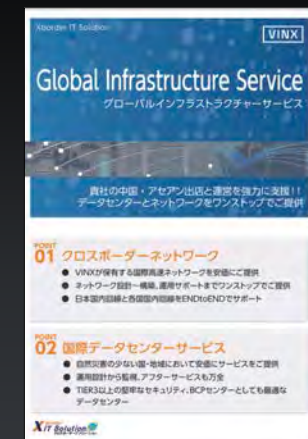 Xborder IT Solution
VINX
Global Infrastructure Service
グローバルインフラストラクチャーサービス
貴社の中国・アセアン出店と運営を強力に支援!!
データセンターとネットワークをワンストップでご提供
POINT
01 クロスボーダーネットワーク
● VINXが保有する国際高速ネットワークを安価にご提供
● ネットワーク設計～構築、運用サポートまでワンストップでご提供
● 日本国内回線と各国国内回線をENDtoENDでサポート
POINT
02 国際データセンターサービス
● 自然災害の少ない国・地域において安価にサービスをご提供
● 運用設計から監視、アフターサービスも万全
● TIER3以上の堅牢なセキュリティ、BCPセンターとしても最適な
データセンター
X IT Solution